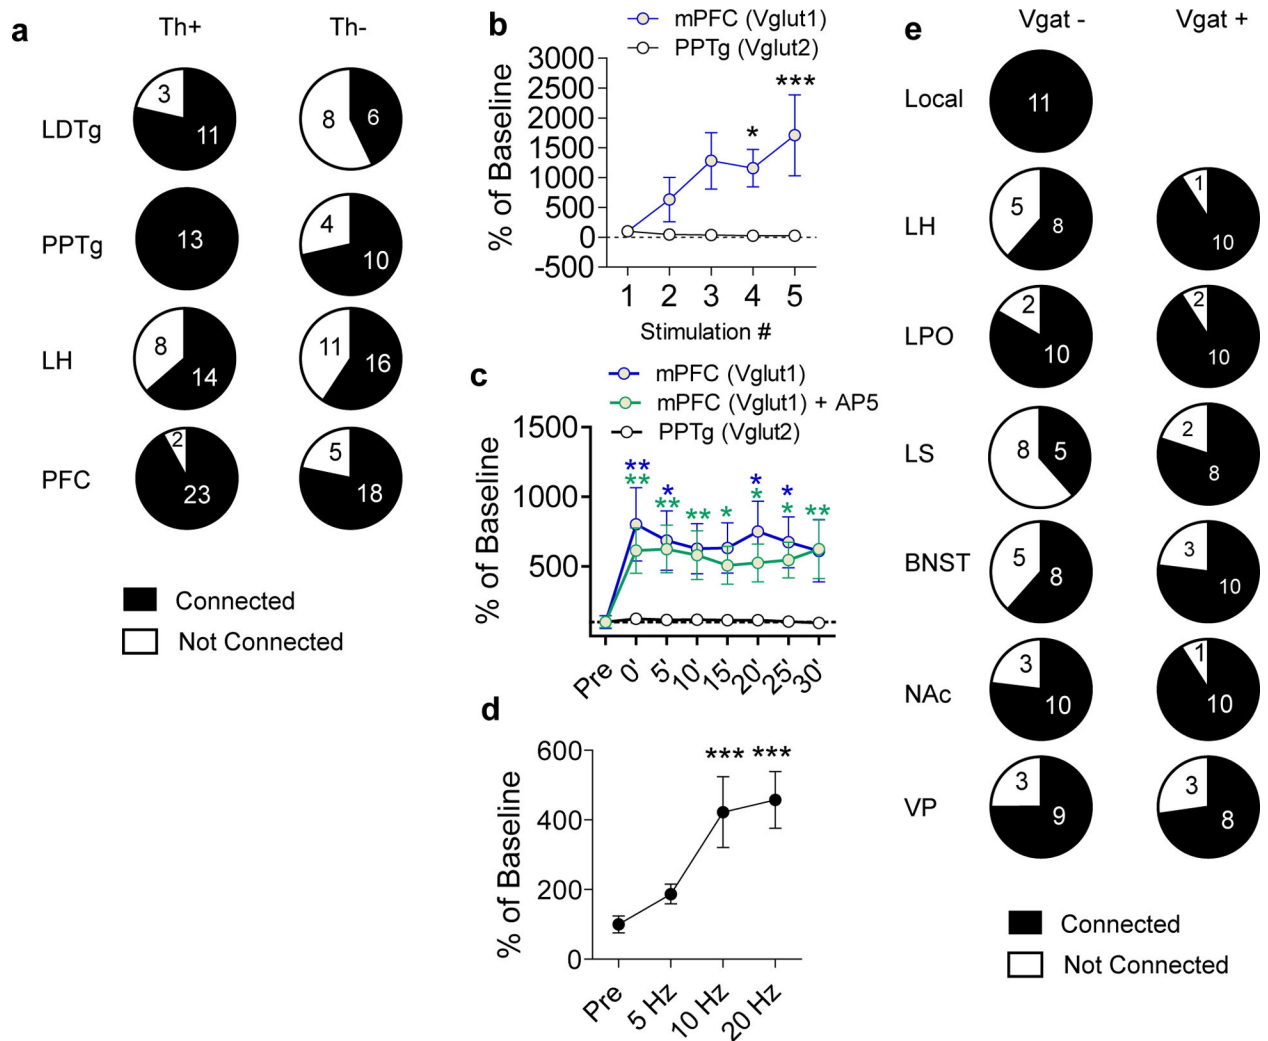 a
Th+ Th-
LDTg 3 11 8 6
PPTg 13 4 10
LH 8 14 11 16
PFC 2 23 5 18
Connected
Not Connected
b
mPFC (Vglut1)
PPTg (Vglut2)
% of Baseline
3000
2500
2000
1500
1000
500
0
-500
* ***
1 2 3 4 5
Stimulation #
c
mPFC (Vglut1)
mPFC (Vglut1) + AP5
PPTg (Vglut2)
% of Baseline
1500
1000
500
** * * *
** ** ** * * * **
Pre 0' 5' 10' 15' 20' 25' 30'
d
% of Baseline
600
400
200
0
*** ***
Pre 5 Hz 10 Hz 20 Hz
e
Vgat - Vgat +
Local 11
LH 5 8 1 10
LPO 2 10 2 10
LS 8 5 2 8
BNST 5 8 3 10
NAc 3 10 1 10
VP 3 9 3 8
Connected
Not Connected